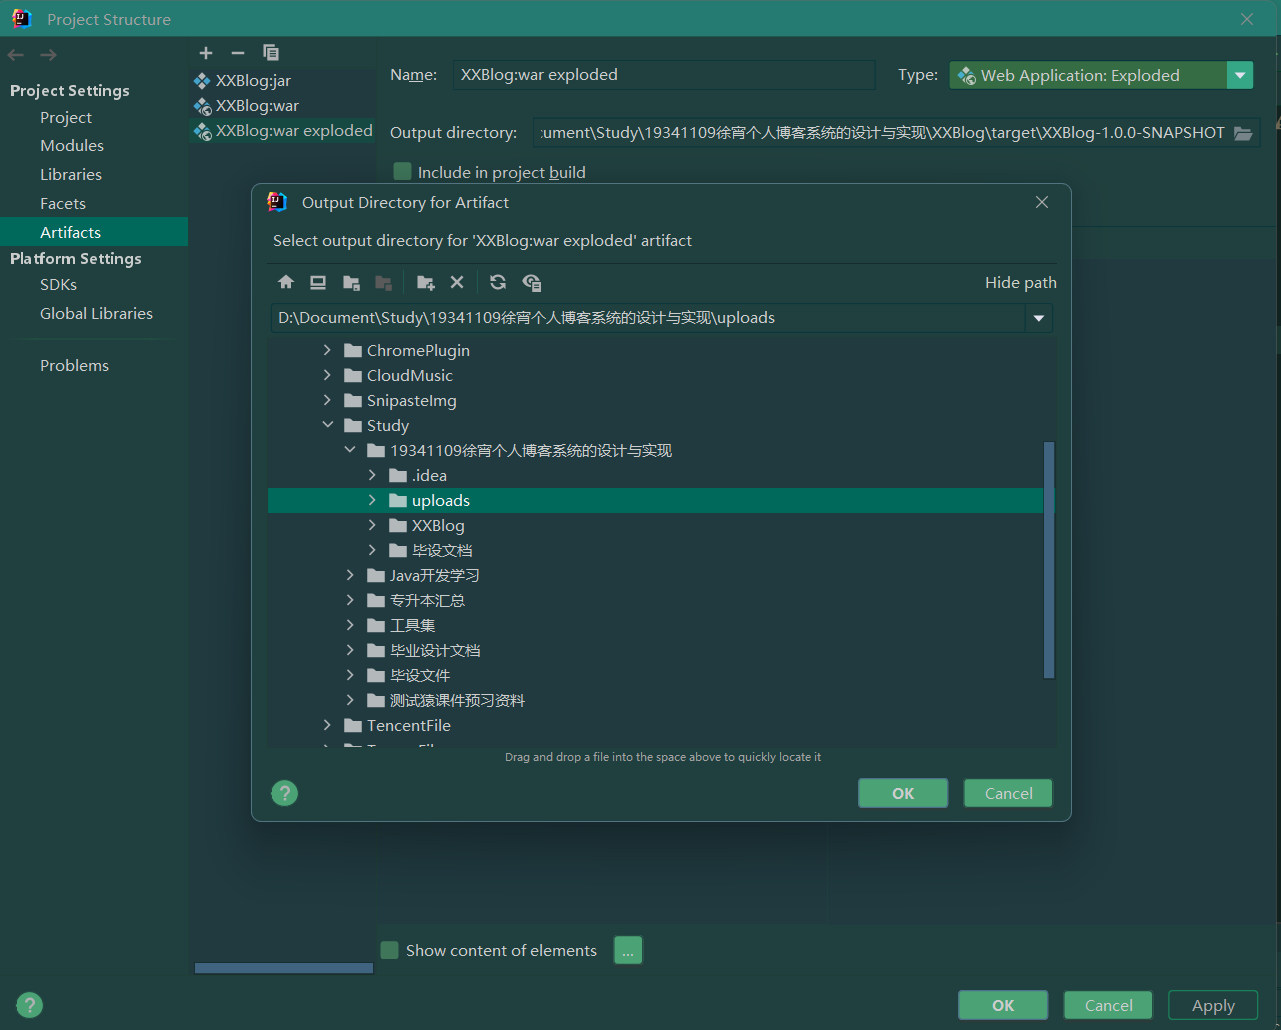 Project Structure
Project Settings
Project
Modules
Libraries
Facets
Artifacts
Platform Settings
SDKs
Global Libraries
Problems
XXBlog:jar
XXBlog:war
XXBlog:war exploded
Name:
XXBlog:war exploded
Type:
Web Application: Exploded
Output directory:
:ument\Study\19341109徐宵个人博客系统的设计与实现\XXBlog\target\XXBlog-1.0.0-SNAPSHOT
Include in project build
Output Directory for Artifact
Select output directory for 'XXBlog:war exploded' artifact
Hide path
D:\Document\Study\19341109徐宵个人博客系统的设计与实现\uploads
ChromePlugin
CloudMusic
SnipasteImg
Study
19341109徐宵个人博客系统的设计与实现
.idea
uploads
XXBlog
毕设文档
Java开发学习
专升本汇总
工具集
毕业设计文档
毕设文件
测试猿课件预习资料
TencentFile
Drag and drop a file into the space above to quickly locate it
?
OK
Cancel
Show content of elements
...
?
OK
Cancel
Apply